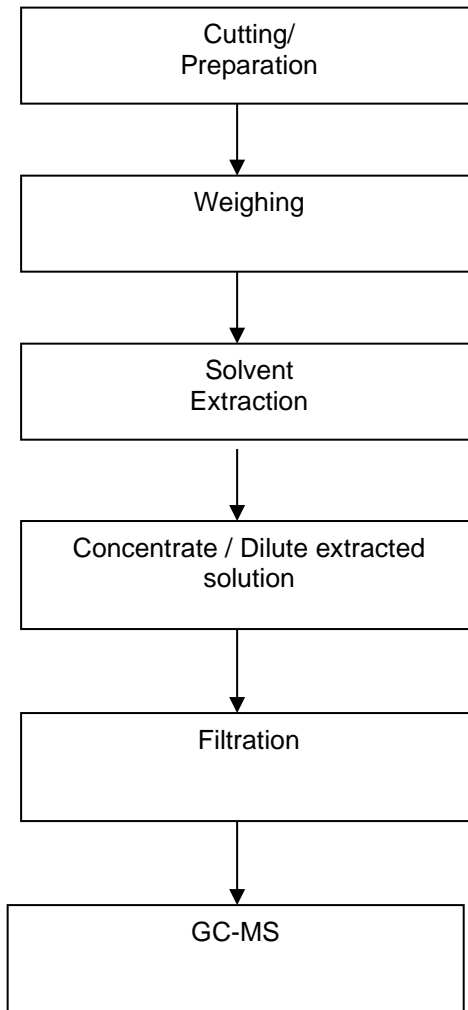 Cutting/
Preparation
Weighing
Solvent
Extraction
Concentrate / Dilute extracted
solution
Filtration
GC-MS